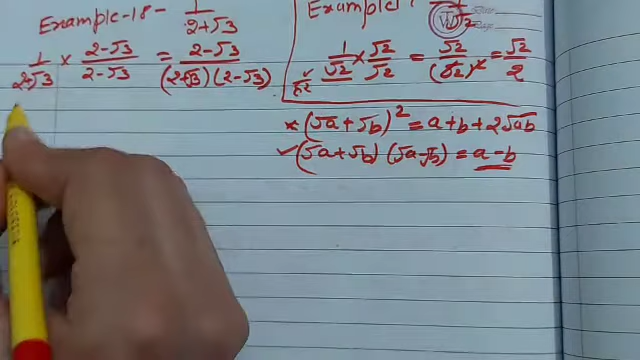 Example-18- 1/(2+√3)
1/(2+√3) × (2-√3)/(2-√3) = (2-√3)/((2+√3)(2-√3))
Example
1/√2 × √2/√2 = √2/(√2)² = √2/2
* (√a+√b)² = a+b+2√ab
✓ (√a+√b)(√a-√b) = a-b